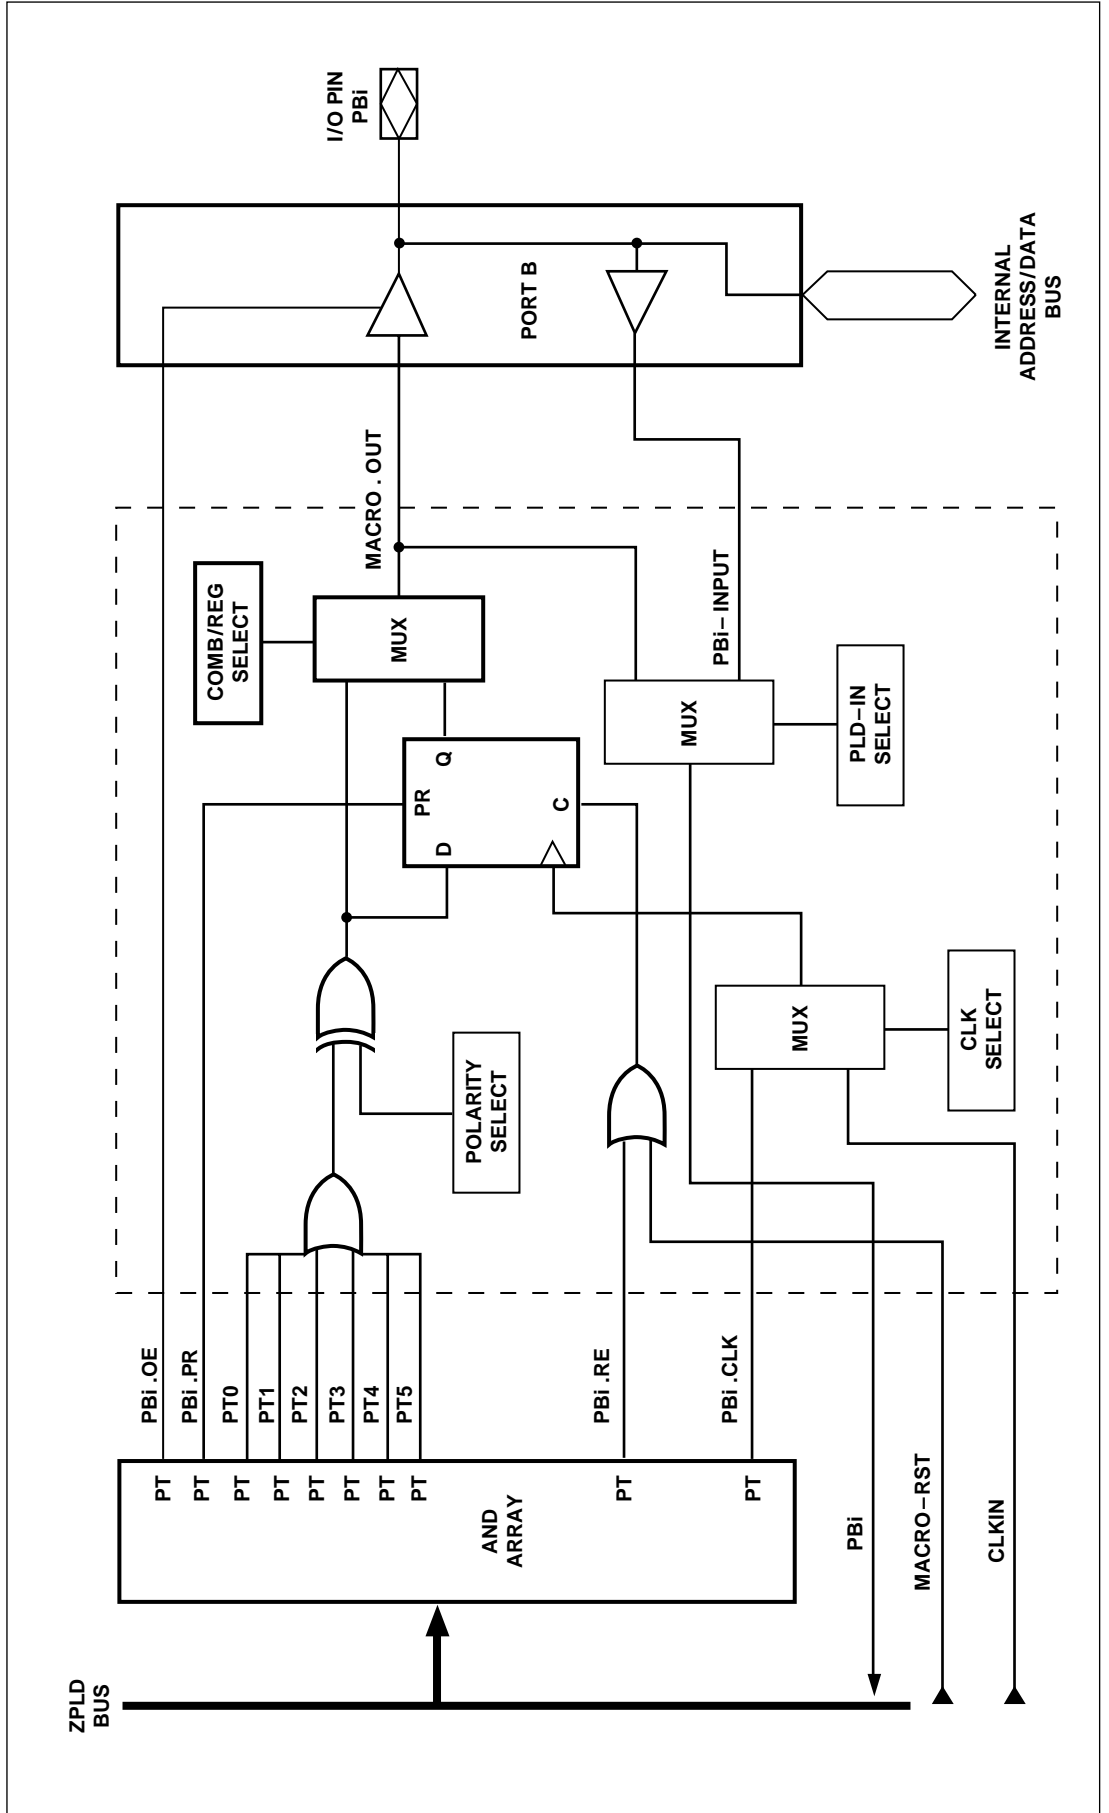 ZPLD
BUS
AND
ARRAY
PT
PT
PT
PT
PT
PT
PT
PT
PT
PT
PBi .OE
PBi .PR
PT0
PT1
PT2
PT3
PT4
PT5
PBi .RE
PBi .CLK
PBi
MACRO–RST
CLKIN
POLARITY
SELECT
MUX
CLK
SELECT
D
PR
Q
C
COMB/REG
SELECT
MUX
MUX
PLD–IN
SELECT
MACRO . OUT
PBi– INPUT
PORT B
I/O PIN
PBi
INTERNAL
ADDRESS/DATA
BUS